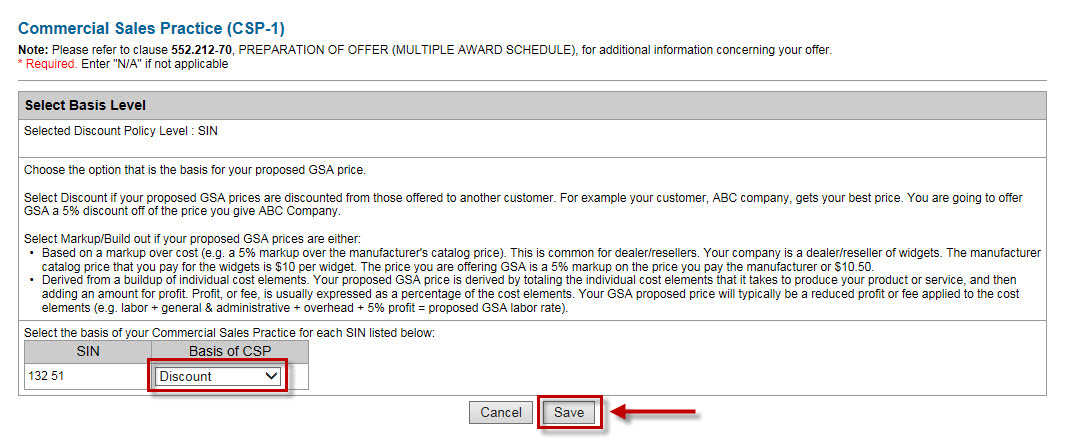 Commercial Sales Practice (CSP-1)
Note: Please refer to clause 552.212-70, PREPARATION OF OFFER (MULTIPLE AWARD SCHEDULE), for additional information concerning your offer.
* Required. Enter "N/A" if not applicable
Select Basis Level
Selected Discount Policy Level : SIN
Choose the option that is the basis for your proposed GSA price.
Select Discount if your proposed GSA prices are discounted from those offered to another customer. For example your customer, ABC company, gets your best price. You are going to offer
GSA a 5% discount off of the price you give ABC Company.
Select Markup/Build out if your proposed GSA prices are either:
• Based on a markup over cost (e.g. a 5% markup over the manufacturer's catalog price). This is common for dealer/resellers. Your company is a dealer/reseller of widgets. The manufacturer
catalog price that you pay for the widgets is $10 per widget. The price you are offering GSA is a 5% markup on the price you pay the manufacturer or $10.50.
• Derived from a buildup of individual cost elements. Your proposed GSA price is derived by totaling the individual cost elements that it takes to produce your product or service, and then
adding an amount for profit. Profit, or fee, is usually expressed as a percentage of the cost elements. Your GSA proposed price will typically be a reduced profit or fee applied to the cost
elements (e.g. labor + general & administrative + overhead + 5% profit = proposed GSA labor rate).
Select the basis of your Commercial Sales Practice for each SIN listed below:
SIN Basis of CSP
132 51 Discount
Cancel Save